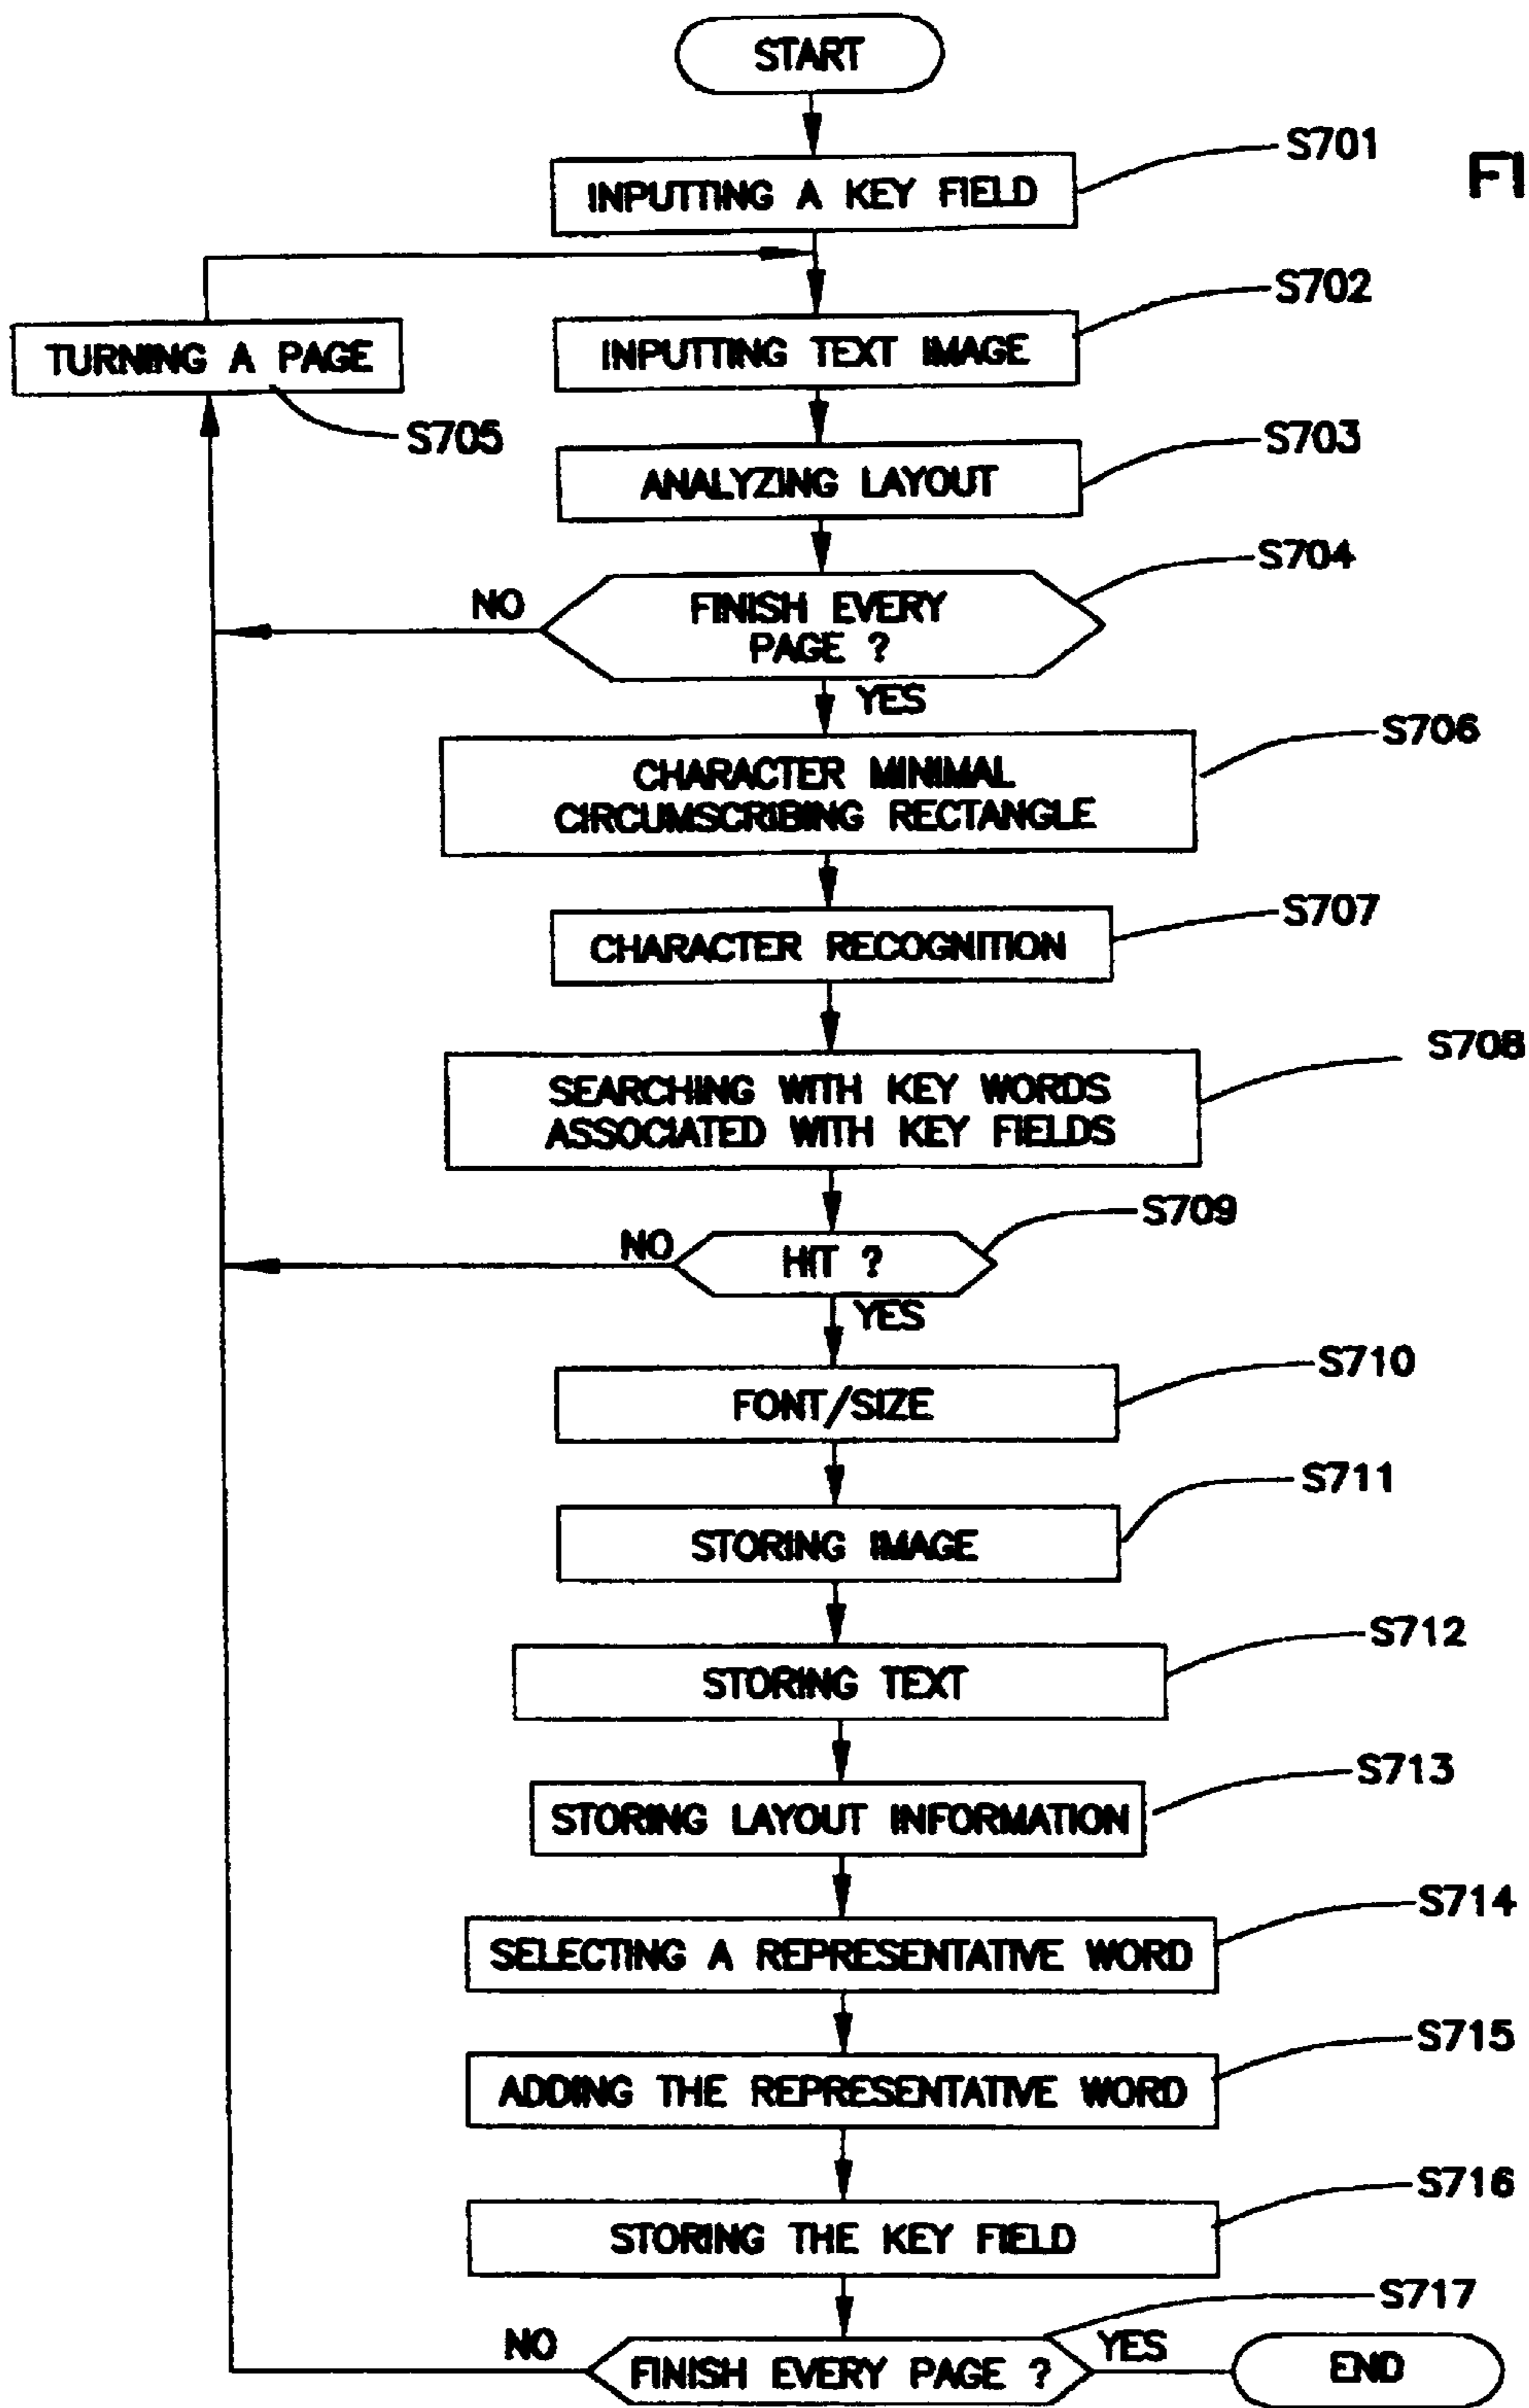 START
S701
FI
INPUTTING A KEY FIELD
S702
TURNING A PAGE
INPUTTING TEXT IMAGE
S705
S703
ANALYZING LAYOUT
S704
NO
FINISH EVERY
PAGE ?
YES
S706
CHARACTER MINIMAL
CIRCUMSCRIBING RECTANGLE
S707
CHARACTER RECOGNITION
S708
SEARCHING WITH KEY WORDS
ASSOCIATED WITH KEY FIELDS
S709
NO
HIT ?
YES
S710
FONT/SIZE
S711
STORING IMAGE
S712
STORING TEXT
S713
STORING LAYOUT INFORMATION
S714
SELECTING A REPRESENTATIVE WORD
S715
ADDING THE REPRESENTATIVE WORD
S716
STORING THE KEY FIELD
S717
NO
FINISH EVERY PAGE ?
YES
END